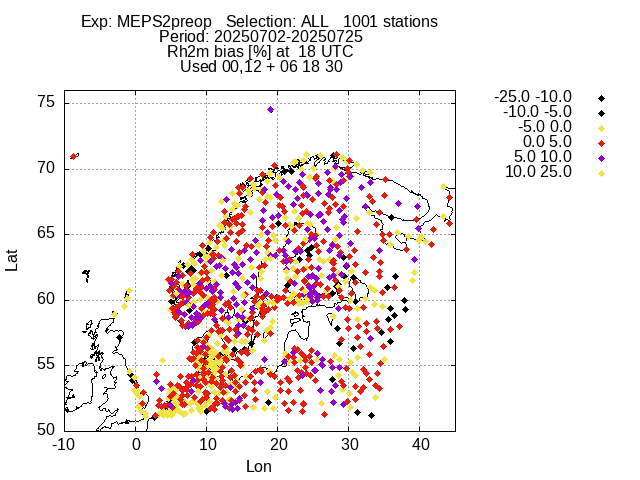 Exp: MEPS2preop   Selection: ALL   1001 stations
Period: 20250702-20250725
Rh2m bias [%] at  18 UTC
Used 00,12 + 06 18 30
-25.0 -10.0
-10.0 -5.0
-5.0 0.0
0.0 5.0
5.0 10.0
10.0 25.0
75
70
65
60
55
50
Lat
-10 0 10 20 30 40
Lon